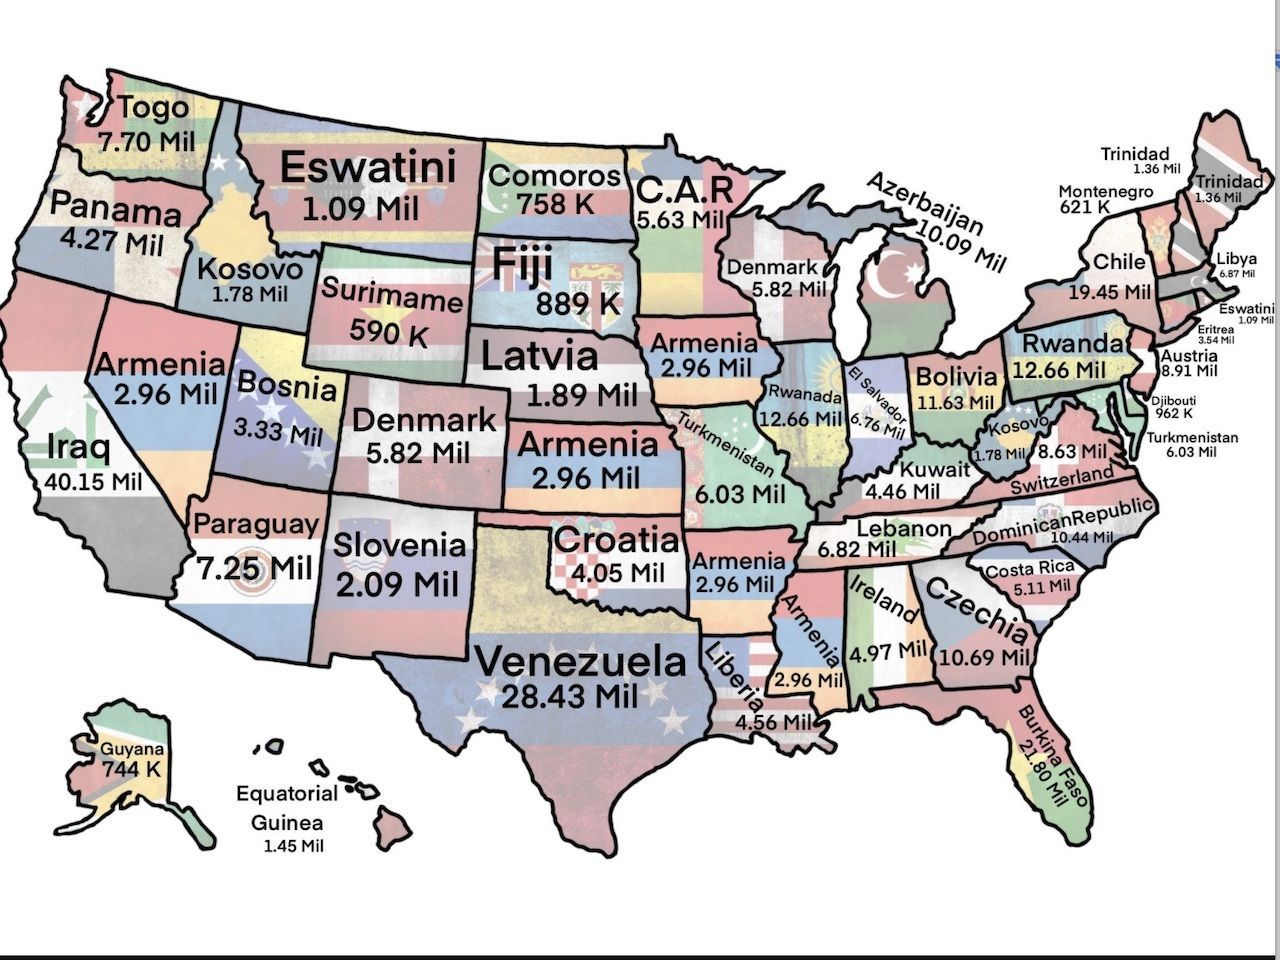 Togo
7.70 Mil
Eswatini
1.09 Mil
Comoros
758 K
C.A.R
5.63 Mil
Azerbaijan
10.09 Mil
Trinidad
1.36 Mil
Trinidad
1.36 Mil
Montenegro
621 K
Panama
4.27 Mil
Kosovo
1.78 Mil
Surimame
590 K
Fiji
889 K
Denmark
5.82 Mil
Chile
19.45 Mil
Libya
6.87 Mil
Eswatini
1.09 Mil
Eritrea
3.54 Mil
Armenia
2.96 Mil
Bosnia
3.33 Mil
Latvia
1.89 Mil
Armenia
2.96 Mil
Rwanada
12.66 Mil
El Salvador
6.76 Mil
Bolivia
11.63 Mil
Rwanda
12.66 Mil
Austria
8.91 Mil
Djibouti
962 K
Turkmenistan
6.03 Mil
Iraq
40.15 Mil
Denmark
5.82 Mil
Armenia
2.96 Mil
Turkmenistan
6.03 Mil
Kuwait
4.46 Mil
Kosovo
1.78 Mil
8.63 Mil
Switzerland
Paraguay
7.25 Mil
Slovenia
2.09 Mil
Croatia
4.05 Mil
Armenia
2.96 Mil
Lebanon
6.82 Mil
DominicanRepublic
10.44 Mil
Costa Rica
5.11 Mil
Venezuela
28.43 Mil
Liberia
4.56 Mil
Armenia
2.96 Mil
Ireland
4.97 Mil
Czechia
10.69 Mil
Burkina Faso
21.80 Mil
Guyana
744 K
Equatorial
Guinea
1.45 Mil